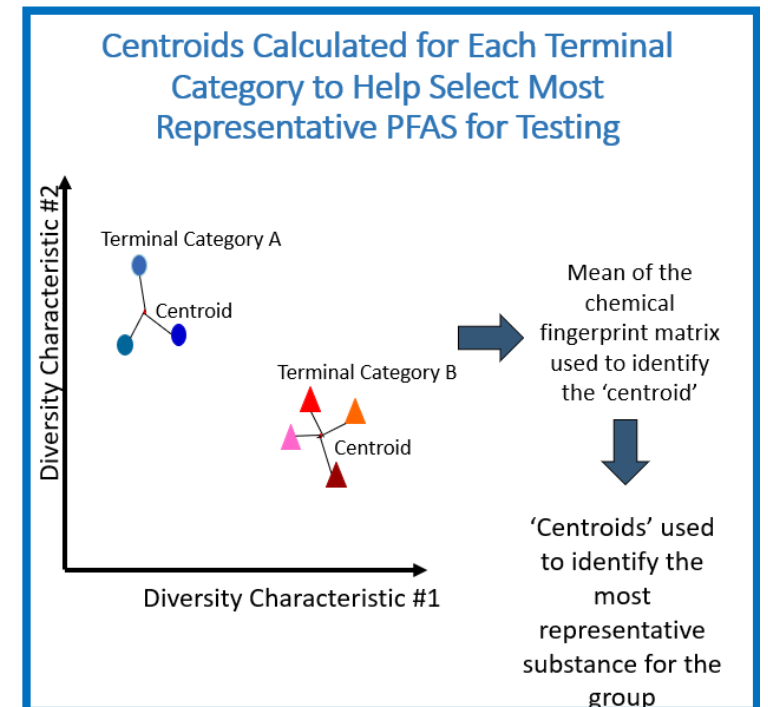 Centroids Calculated for Each Terminal
Category to Help Select Most
Representative PFAS for Testing
Diversity Characteristic #2
Terminal Category A
Centroid
Terminal Category B
Centroid
Diversity Characteristic #1
Mean of the
chemical
fingerprint matrix
used to identify
the ‘centroid’
‘Centroids’ used
to identify the
most
representative
substance for the
group